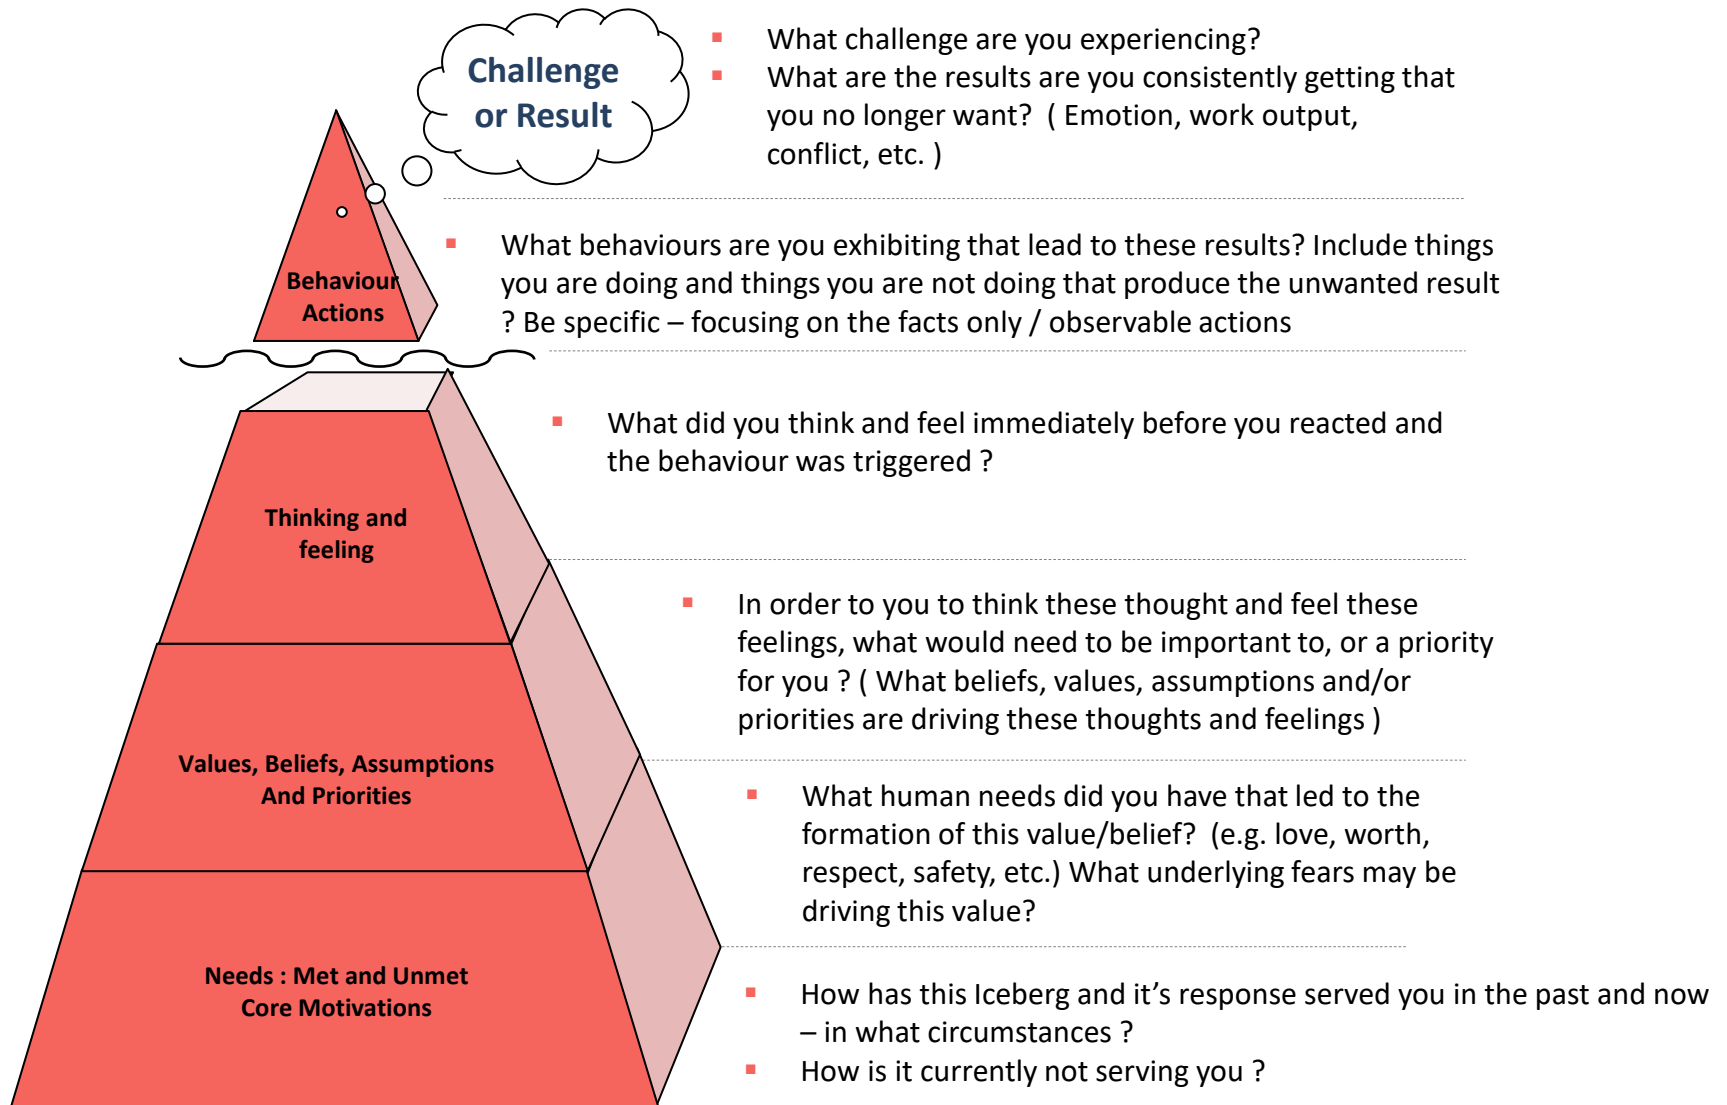 Challenge
or Result
▪ What challenge are you experiencing?
▪ What are the results are you consistently getting that
you no longer want?  ( Emotion, work output,
conflict, etc. )
Behaviour
Actions
▪ What behaviours are you exhibiting that lead to these results? Include things
you are doing and things you are not doing that produce the unwanted result
? Be specific – focusing on the facts only / observable actions
▪ What did you think and feel immediately before you reacted and
the behaviour was triggered ?
Thinking and
feeling
▪ In order to you to think these thought and feel these
feelings, what would need to be important to, or a priority
for you ? ( What beliefs, values, assumptions and/or
priorities are driving these thoughts and feelings )
Values, Beliefs, Assumptions
And Priorities
▪ What human needs did you have that led to the
formation of this value/belief?  (e.g. love, worth,
respect, safety, etc.) What underlying fears may be
driving this value?
Needs : Met and Unmet
Core Motivations
▪ How has this Iceberg and it’s response served you in the past and now
– in what circumstances ?
▪ How is it currently not serving you ?